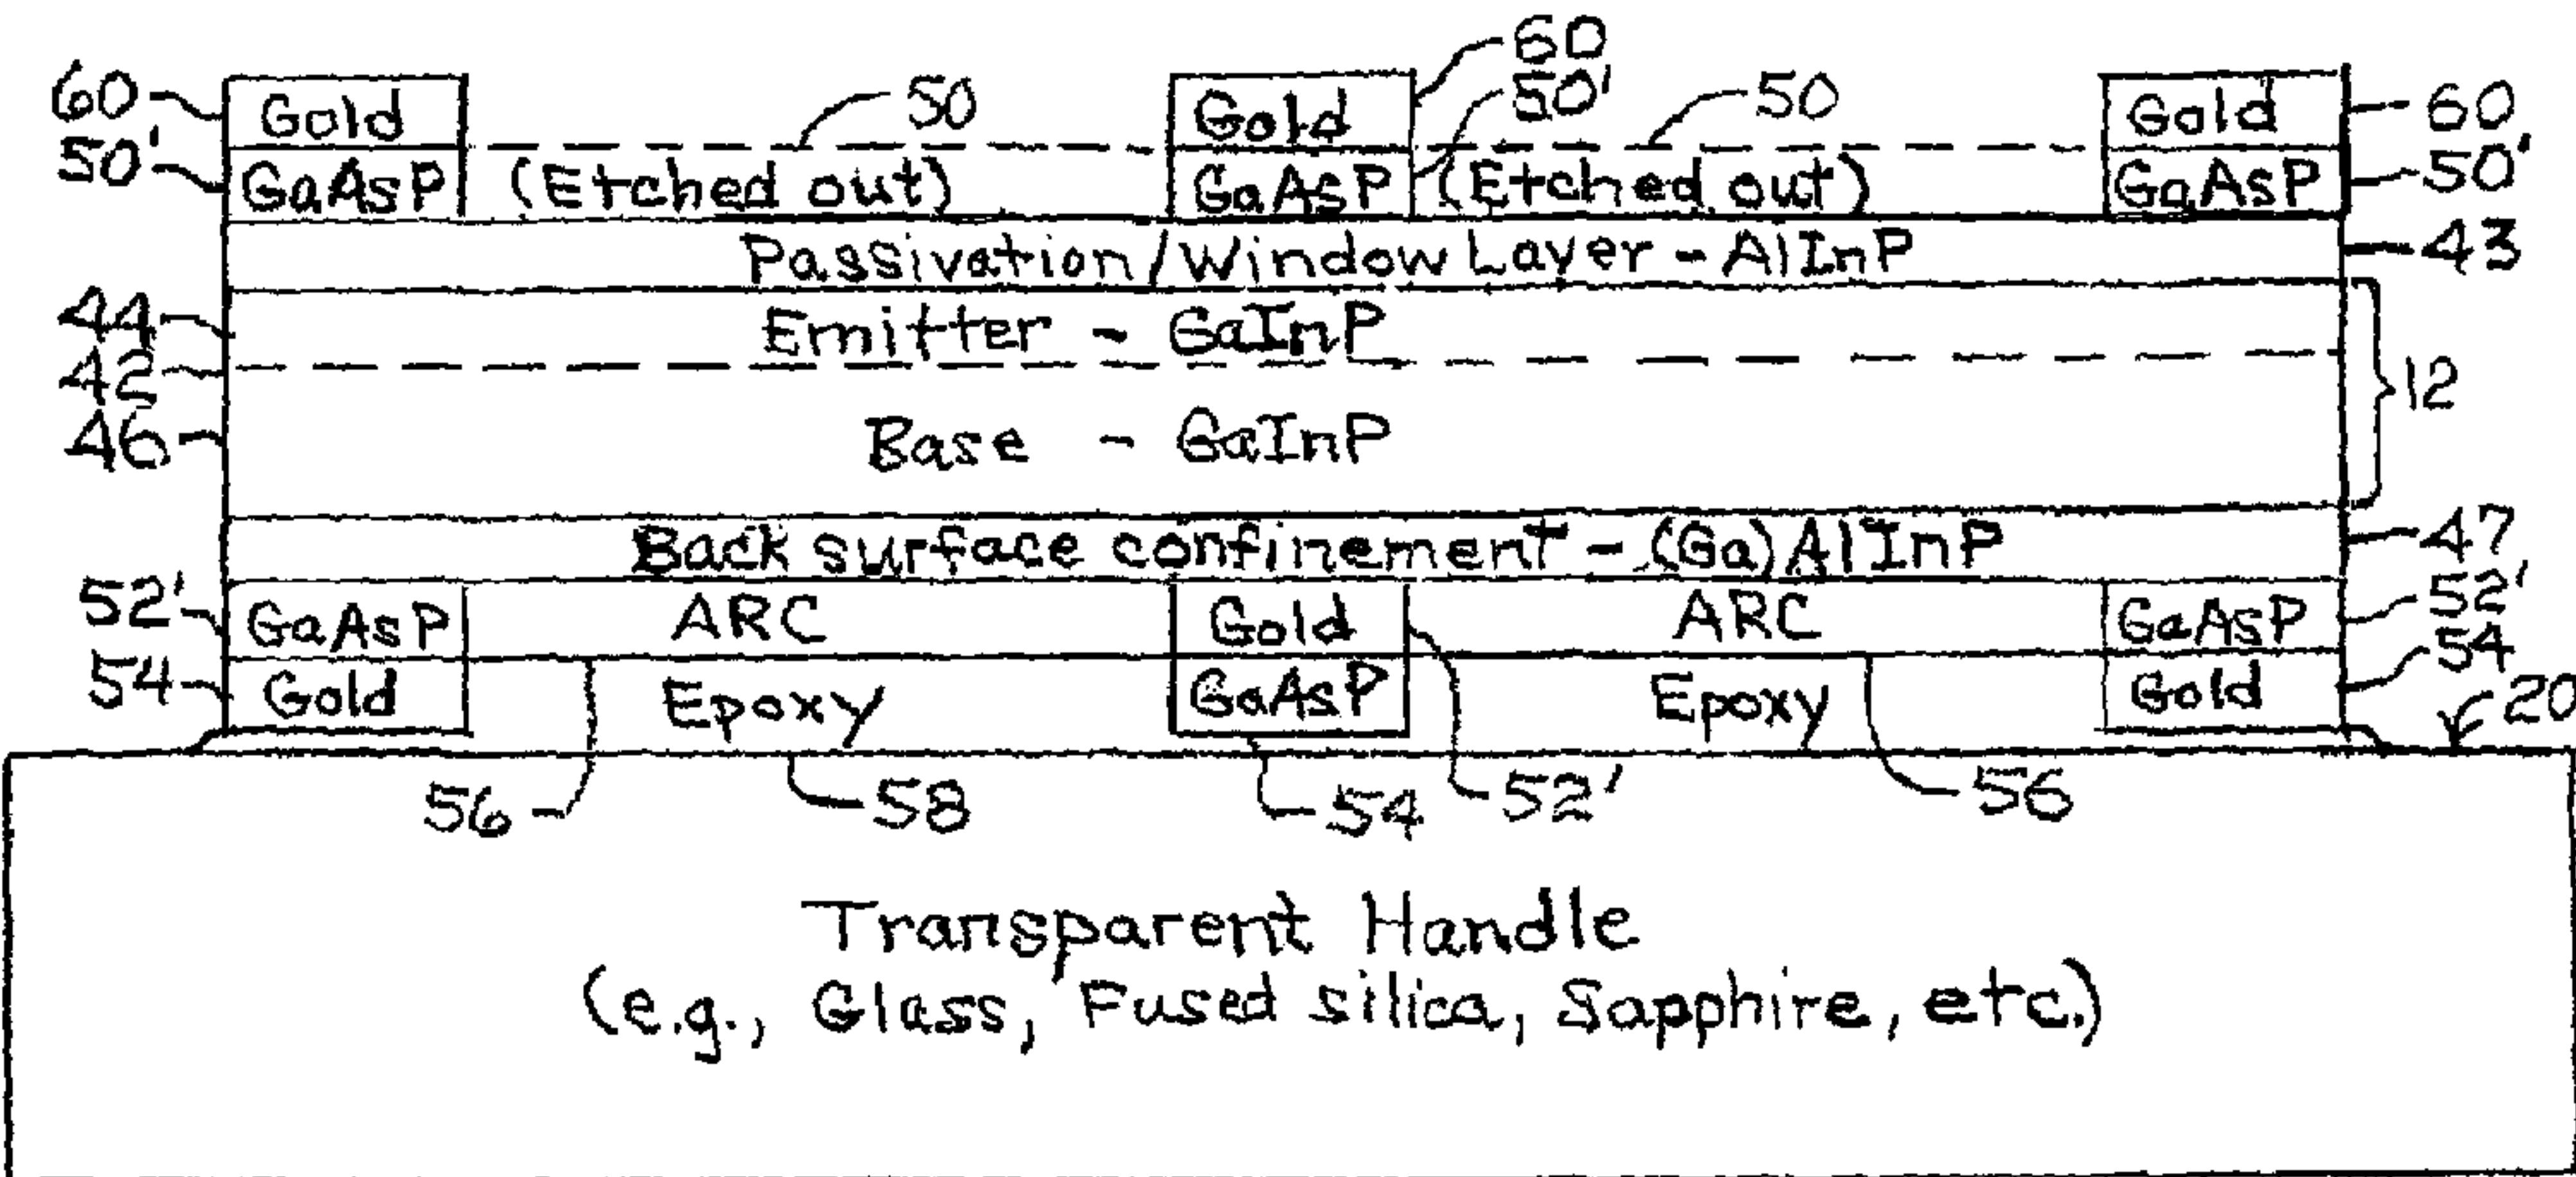 60 Gold 50 Gold 60 50' 50 Gold 60
50' GaAsP (Etched out) GaAsP (Etched out) GaAsP 50'
Passivation/Window Layer - AlInP 43
44 Emitter - GaInP
42 12
46 Base - GaInP
Back surface confinement - (Ga)AlInP 47
52' GaAsP ARC Gold ARC GaAsP 52'
54 Gold Epoxy GaAsP Epoxy Gold 54 20
56 58 54 52' 56
Transparent Handle
(e.g., Glass, Fused silica, Sapphire, etc.)